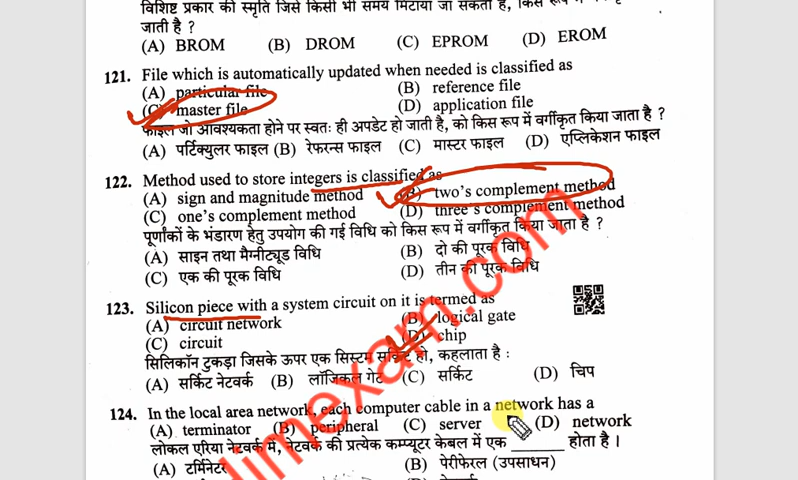 विशिष्ट प्रकार की स्मृति जिसे किसी भी समय मिटाया जा सकता है, किस रूप में
जाती है ?
(A) BROM (B) DROM (C) EPROM (D) EROM
121. File which is automatically updated when needed is classified as
(A) particular file (B) reference file
(C) master file (D) application file
फाइल जो आवश्यकता होने पर स्वतः ही अपडेट हो जाती है, को किस रूप में वर्गीकृत किया जाता है ?
(A) पर्टिक्युलर फाइल (B) रेफरन्स फाइल (C) मास्टर फाइल (D) एप्लिकेशन फाइल
122. Method used to store integers is classified as
(A) sign and magnitude method (B) two's complement method
(C) one's complement method (D) three's complement method
पूर्णांकों के भंडारण हेतु उपयोग की गई विधि को किस रूप में वर्गीकृत किया जाता है ?
(A) साइन तथा मैग्नीट्यूड विधि (B) दो की पूरक विधि
(C) एक की पूरक विधि (D) तीन की पूरक विधि
123. Silicon piece with a system circuit on it is termed as
(A) circuit network (B) logical gate
(C) circuit (D) chip
सिलिकॉन टुकड़ा जिसके ऊपर एक सिस्टम सर्किट हो, कहलाता है :
(A) सर्किट नेटवर्क (B) लॉजिकल गेट (C) सर्किट (D) चिप
124. In the local area network, each computer cable in a network has a
(A) terminator (B) peripheral (C) server (D) network
लोकल एरिया नेटवर्क में, नेटवर्क की प्रत्येक कम्प्यूटर केबल में एक ______ होता है ।
(A) टर्मिनेटर (B) पेरीफेरल (उपसाधन)
limexam.com